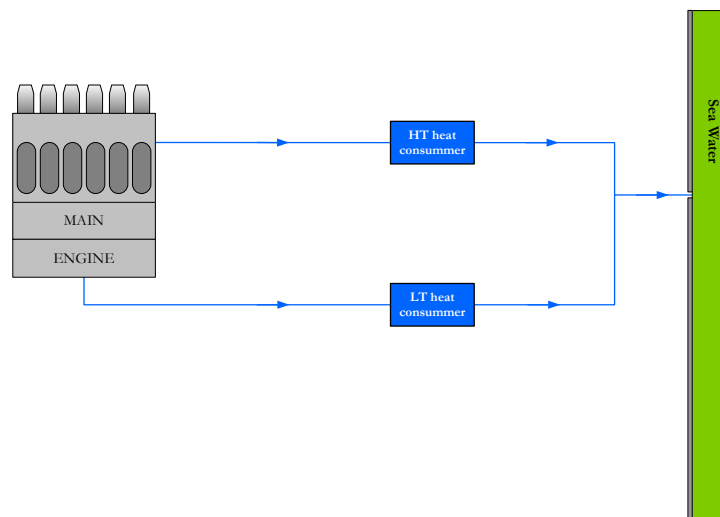 HT heat
consummer
Sea Water
MAIN
ENGINE
LT heat
consummer